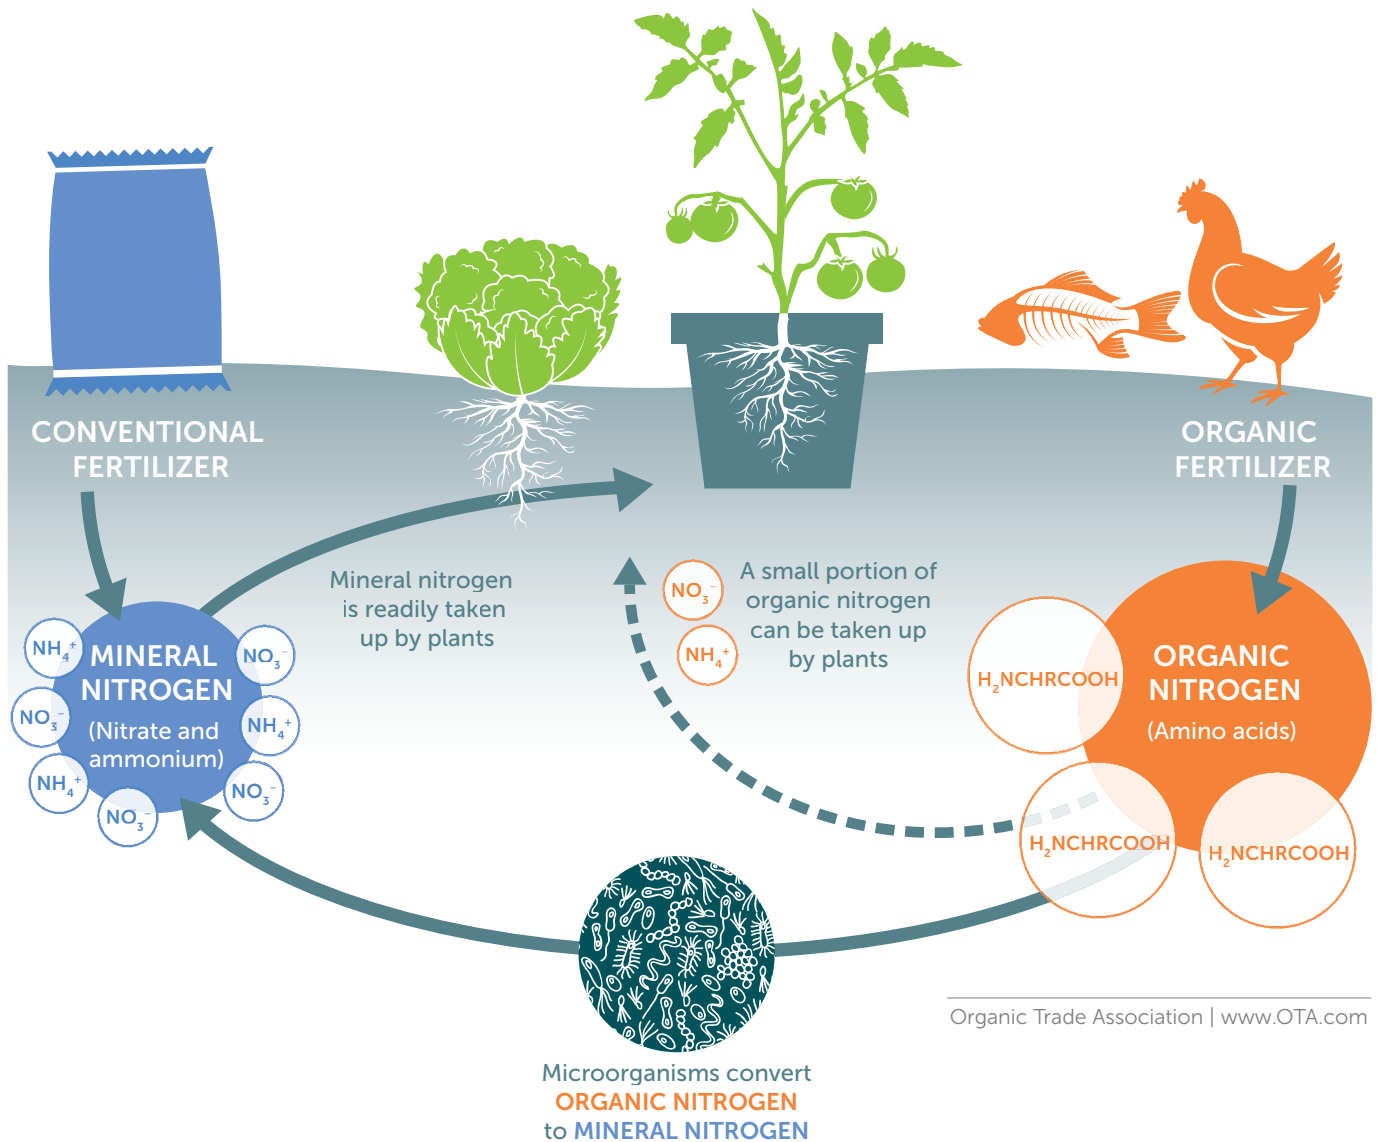 CONVENTIONAL
FERTILIZER
ORGANIC
FERTILIZER
Mineral nitrogen
is readily taken
up by plants
NO₃⁻
NH₄⁺
A small portion of
organic nitrogen
can be taken up
by plants
NH₄⁺
NO₃⁻
NO₃⁻
NH₄⁺
NH₄⁺
NO₃⁻
NO₃⁻
MINERAL
NITROGEN
(Nitrate and
ammonium)
ORGANIC
NITROGEN
(Amino acids)
H₂NCHRCOOH
H₂NCHRCOOH
H₂NCHRCOOH
Organic Trade Association | www.OTA.com
Microorganisms convert
ORGANIC NITROGEN
to MINERAL NITROGEN